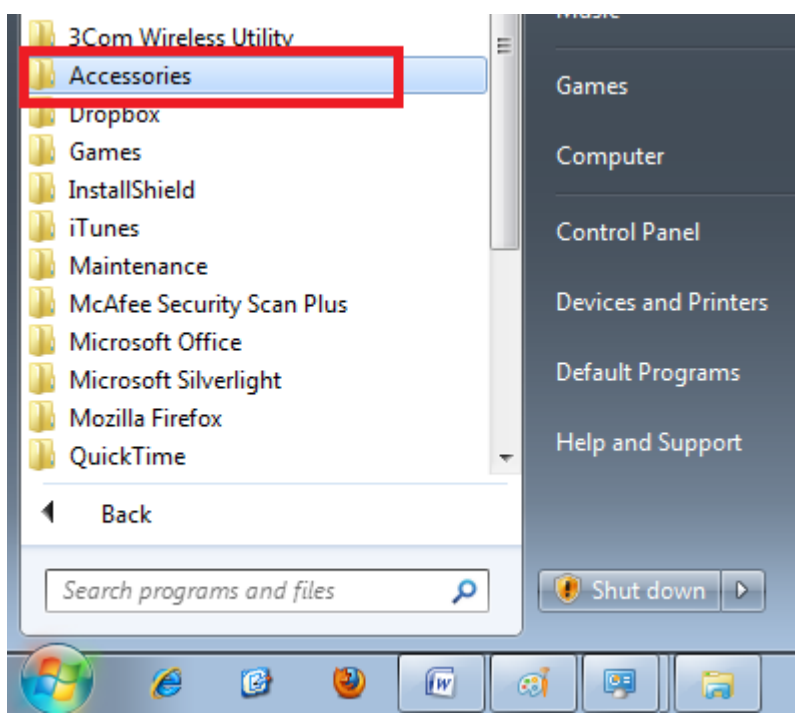 3Com Wireless Utility
Accessories
Dropbox
Games
InstallShield
iTunes
Maintenance
McAfee Security Scan Plus
Microsoft Office
Microsoft Silverlight
Mozilla Firefox
QuickTime
Back
Search programs and files
Music
Games
Computer
Control Panel
Devices and Printers
Default Programs
Help and Support
Shut down